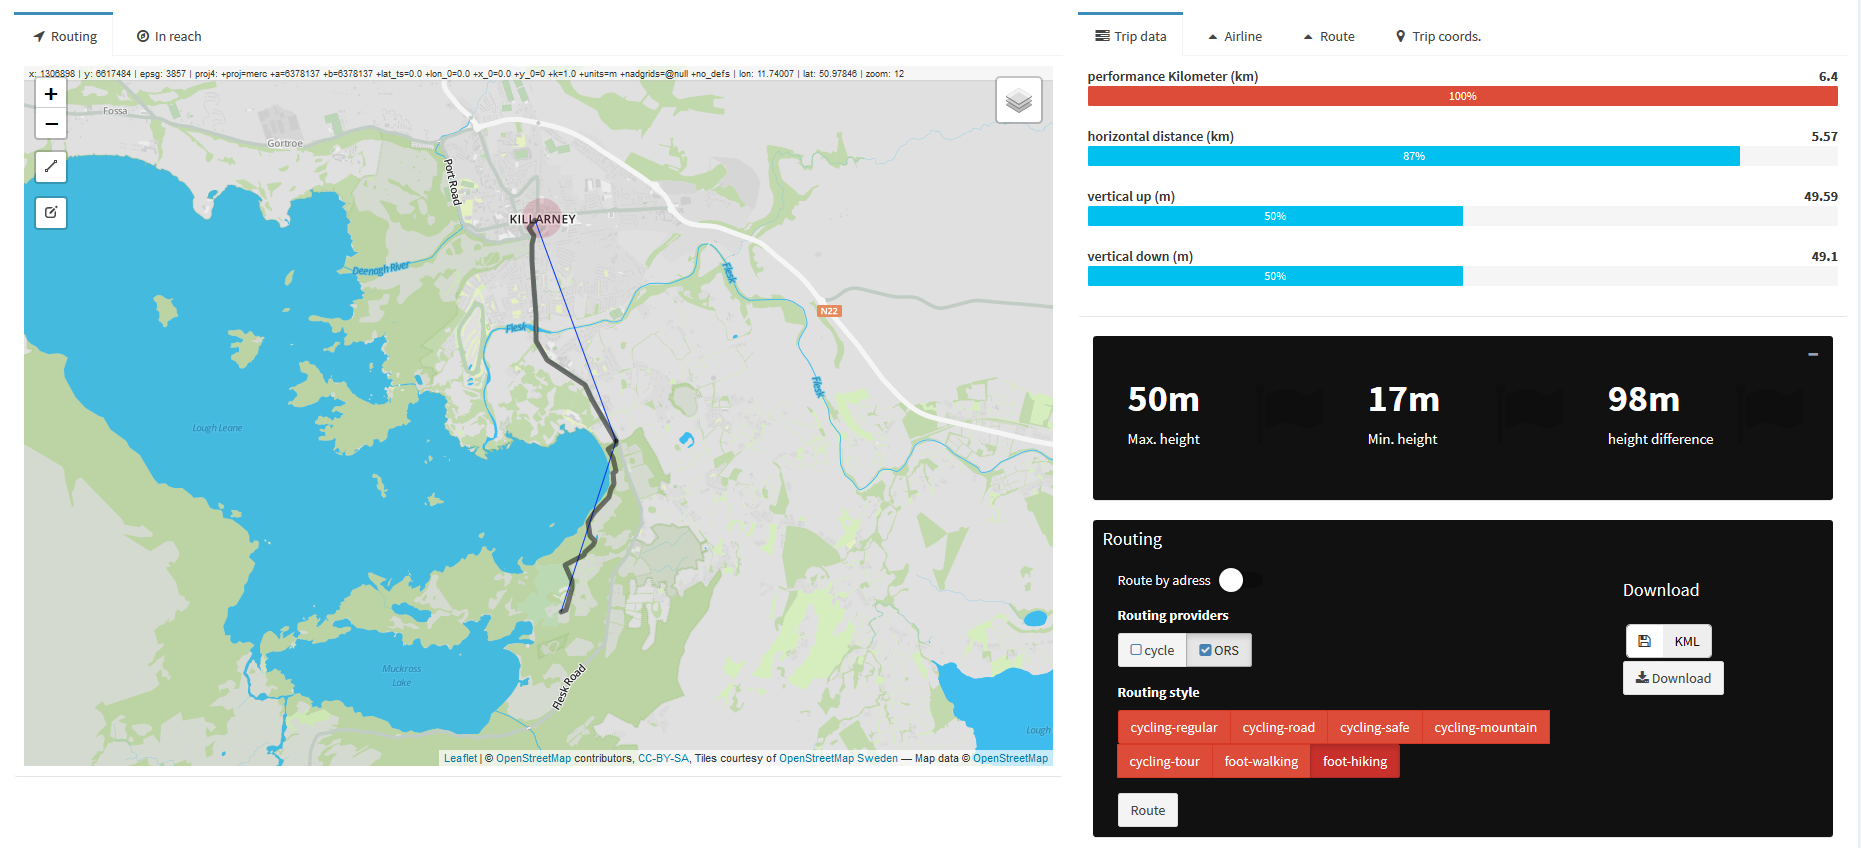 Routing
In reach
Trip data
Airline
Route
Trip coords.
x: 1306898 | y: 6617484 | epsg: 3857 | proj4: +proj=merc +a=6378137 +b=6378137 +lat_ts=0.0 +lon_0=0.0 +x_0=0.0 +y_0=0 +k=1.0 +units=m +nadgrids=@null +no_defs | lon: 11.74007 | lat: 50.97846 | zoom: 12
+
−
Fossa
Gortroe
Port Road
KILLARNEY
Deenagh River
Flesk
Flesk
N22
Flesk
Lough Leane
Muckross
Lake
Flesk Road
Lough
Leaflet | © OpenStreetMap contributors, CC-BY-SA, Tiles courtesy of OpenStreetMap Sweden — Map data © OpenStreetMap
performance Kilometer (km) 6.4
100%
horizontal distance (km) 5.57
87%
vertical up (m) 49.59
50%
vertical down (m) 49.1
50%
50m 17m 98m
Max. height Min. height height difference
Routing
Route by adress
Routing providers
cycle ORS
Routing style
cycling-regular cycling-road cycling-safe cycling-mountain
cycling-tour foot-walking foot-hiking
Route
Download
KML
Download